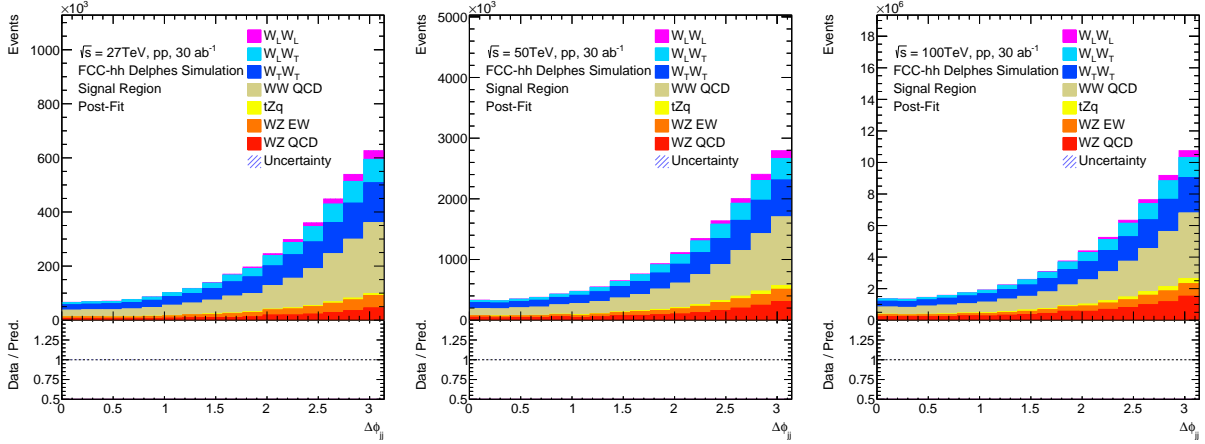 ×10³
Events
1000
800
600
400
200
0
√s = 27TeV, pp, 30 ab⁻¹
FCC-hh Delphes Simulation
Signal Region
Post-Fit
W_L W_L
W_L W_T
W_T W_T
WW QCD
tZq
WZ EW
WZ QCD
Uncertainty
Data / Pred.
1.25
1
0.75
0.5
0 0.5 1 1.5 2 2.5 3
Δϕ_jj
×10³
Events
5000
4000
3000
2000
1000
0
√s = 50TeV, pp, 30 ab⁻¹
FCC-hh Delphes Simulation
Signal Region
Post-Fit
W_L W_L
W_L W_T
W_T W_T
WW QCD
tZq
WZ EW
WZ QCD
Uncertainty
Data / Pred.
1.25
1
0.75
0.5
0 0.5 1 1.5 2 2.5 3
Δϕ_jj
×10⁶
Events
18
16
14
12
10
8
6
4
2
0
√s = 100TeV, pp, 30 ab⁻¹
FCC-hh Delphes Simulation
Signal Region
Post-Fit
W_L W_L
W_L W_T
W_T W_T
WW QCD
tZq
WZ EW
WZ QCD
Uncertainty
Data / Pred.
1.25
1
0.75
0.5
0 0.5 1 1.5 2 2.5 3
Δϕ_jj